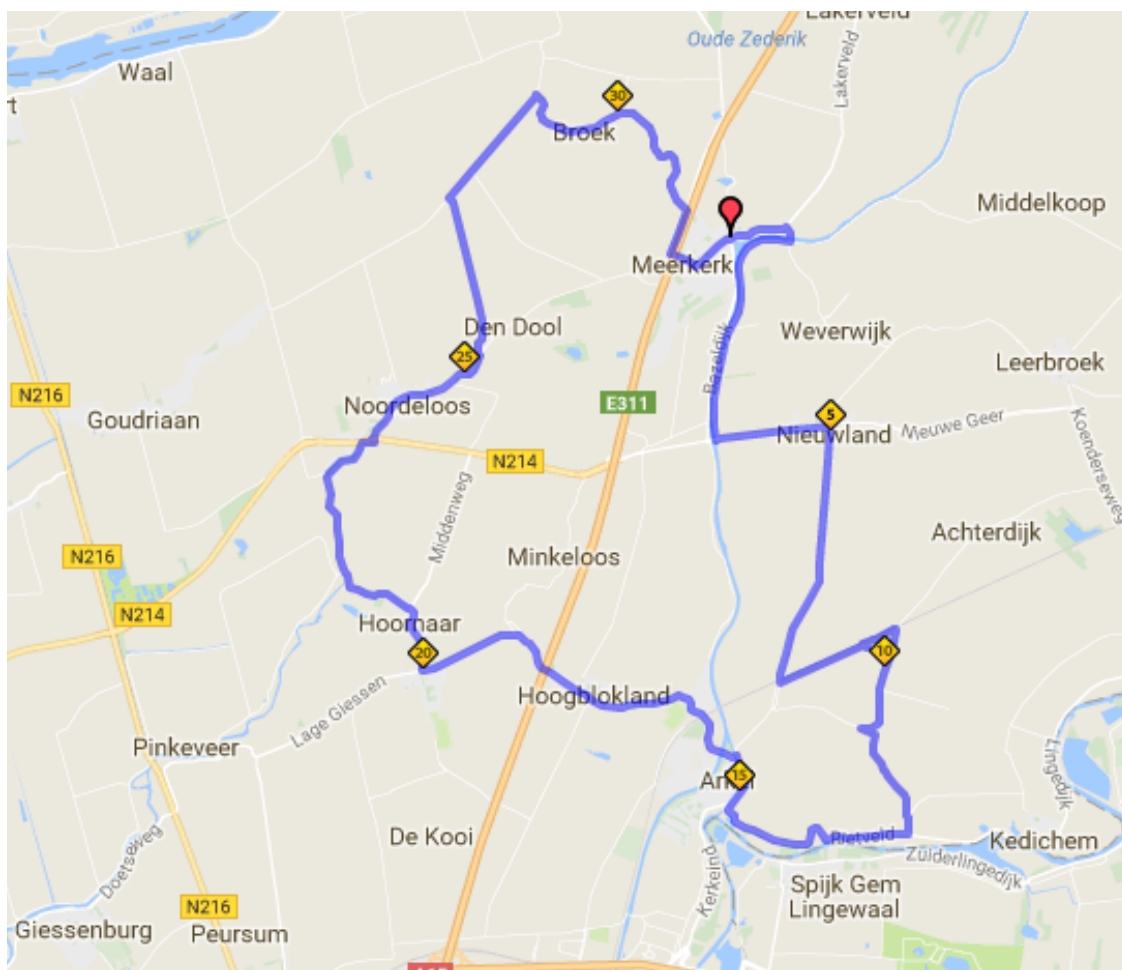 Lakerveld
Oude Zederik
Waal
30
Broek
Lakerveld
Middelkoop
Meerkerk
Den Dool
Weverwijk
Bazeldijk
25
Leerbroek
N216
Noordeloos
E311
5
Goudriaan
Nieuwland
Nieuwe Geer
Koenderseweg
N214
Middenweg
Achterdijk
N216
Minkeloos
N214
Hoornaar
20
10
Hoogblokland
Lage Giessen
Pinkeveer
Lingedijk
15
De Kooi
Rietveld
Kedichem
Doetseweg
Zuiderlingedijk
Kerkeind
Spijk Gem
Lingewaal
N216
Giessenburg
Peursum